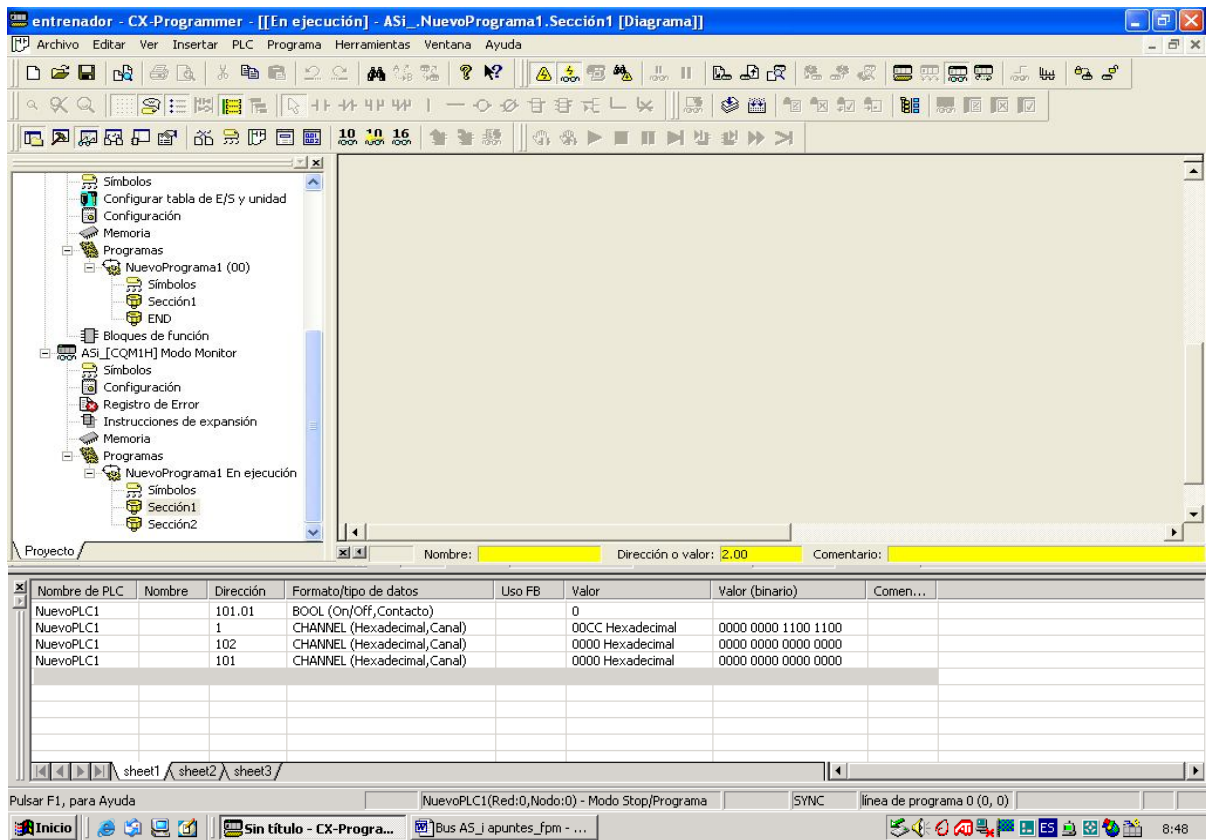 entrenador - CX-Programmer - [[En ejecución] - ASi_.NuevoPrograma1.Sección1 [Diagrama]]
Archivo Editar Ver Insertar PLC Programa Herramientas Ventana Ayuda
10 10 16
Símbolos
Configurar tabla de E/S y unidad
Configuración
Memoria
Programas
NuevoPrograma1 (00)
Símbolos
Sección1
END
Bloques de función
ASi_[CQM1H] Modo Monitor
Símbolos
Configuración
Registro de Error
Instrucciones de expansión
Memoria
Programas
NuevoPrograma1 En ejecución
Símbolos
Sección1
Sección2
Proyecto
Nombre: Dirección o valor: 2.00 Comentario:
Nombre de PLC Nombre Dirección Formato/tipo de datos Uso FB Valor Valor (binario) Comen...
NuevoPLC1 101.01 BOOL (On/Off,Contacto) 0
NuevoPLC1 1 CHANNEL (Hexadecimal,Canal) 00CC Hexadecimal 0000 0000 1100 1100
NuevoPLC1 102 CHANNEL (Hexadecimal,Canal) 0000 Hexadecimal 0000 0000 0000 0000
NuevoPLC1 101 CHANNEL (Hexadecimal,Canal) 0000 Hexadecimal 0000 0000 0000 0000
sheet1 sheet2 sheet3
Pulsar F1, para Ayuda NuevoPLC1(Red:0,Nodo:0) - Modo Stop/Programa SYNC línea de programa 0 (0, 0)
Inicio Sin título - CX-Progra... Bus AS_i apuntes_fpm - ... ES 8:48